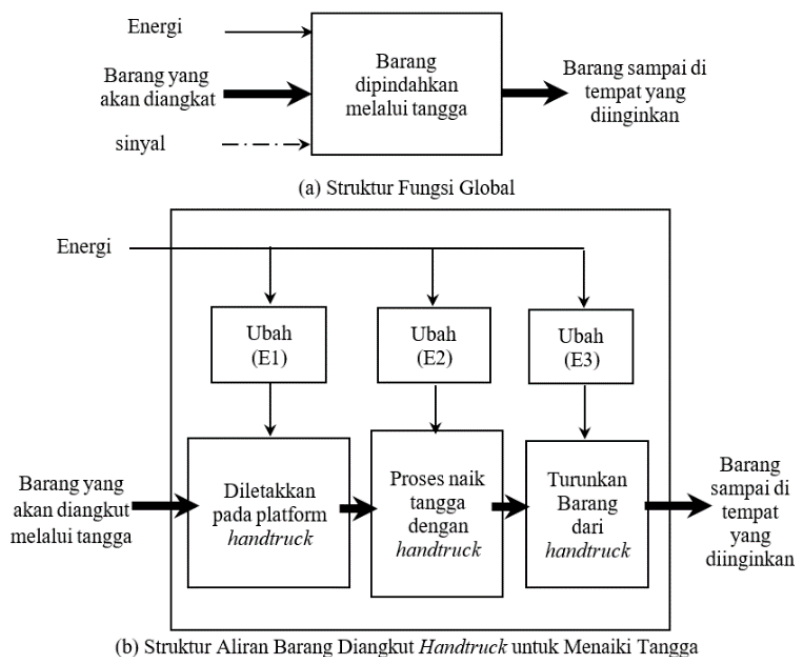 Energi
Barang yang
akan diangkat
sinyal
Barang
dipindahkan
melalui tangga
Barang sampai di
tempat yang
diinginkan
(a) Struktur Fungsi Global
Energi
Ubah
(E1)
Ubah
(E2)
Ubah
(E3)
Barang yang
akan diangkut
melalui tangga
Diletakkan
pada platform
handtruck
Proses naik
tangga
dengan
handtruck
Turunkan
Barang
dari
handtruck
Barang
sampai di
tempat
yang
diinginkan
(b) Struktur Aliran Barang Diangkut Handtruck untuk Menaiki Tangga